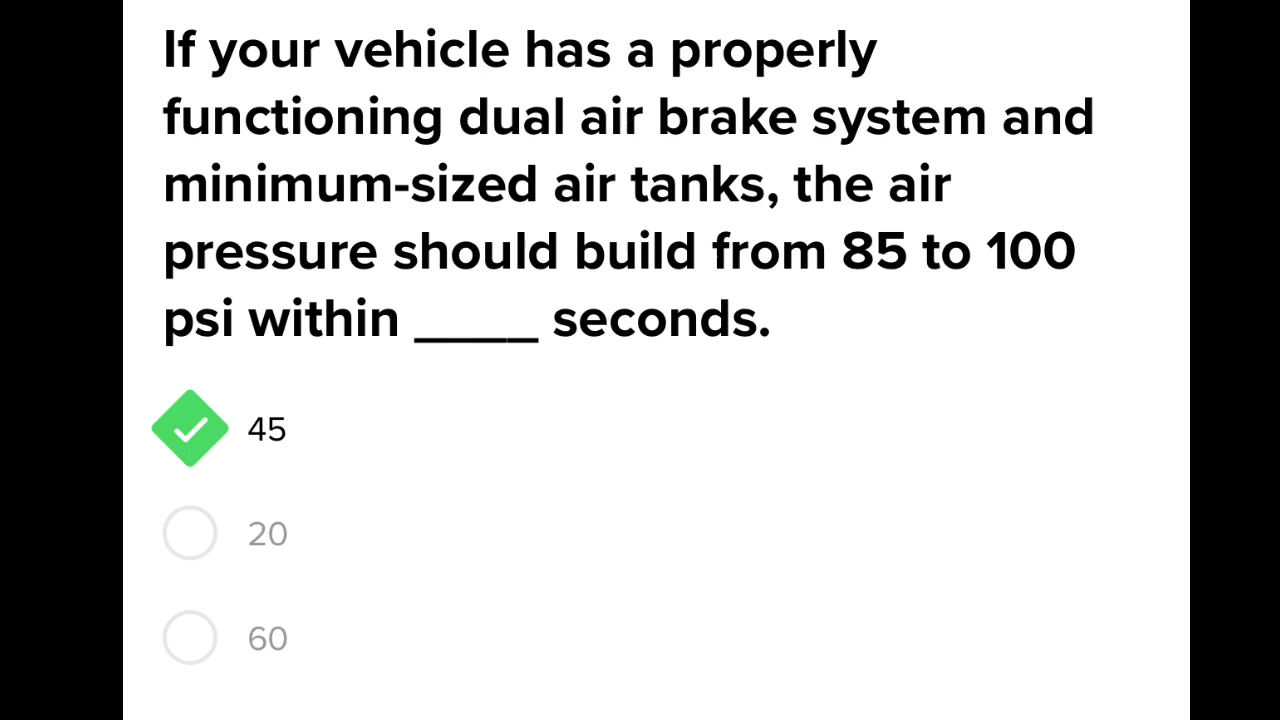 If your vehicle has a properly
functioning dual air brake system and
minimum-sized air tanks, the air
pressure should build from 85 to 100
psi within ____ seconds.
45
20
60